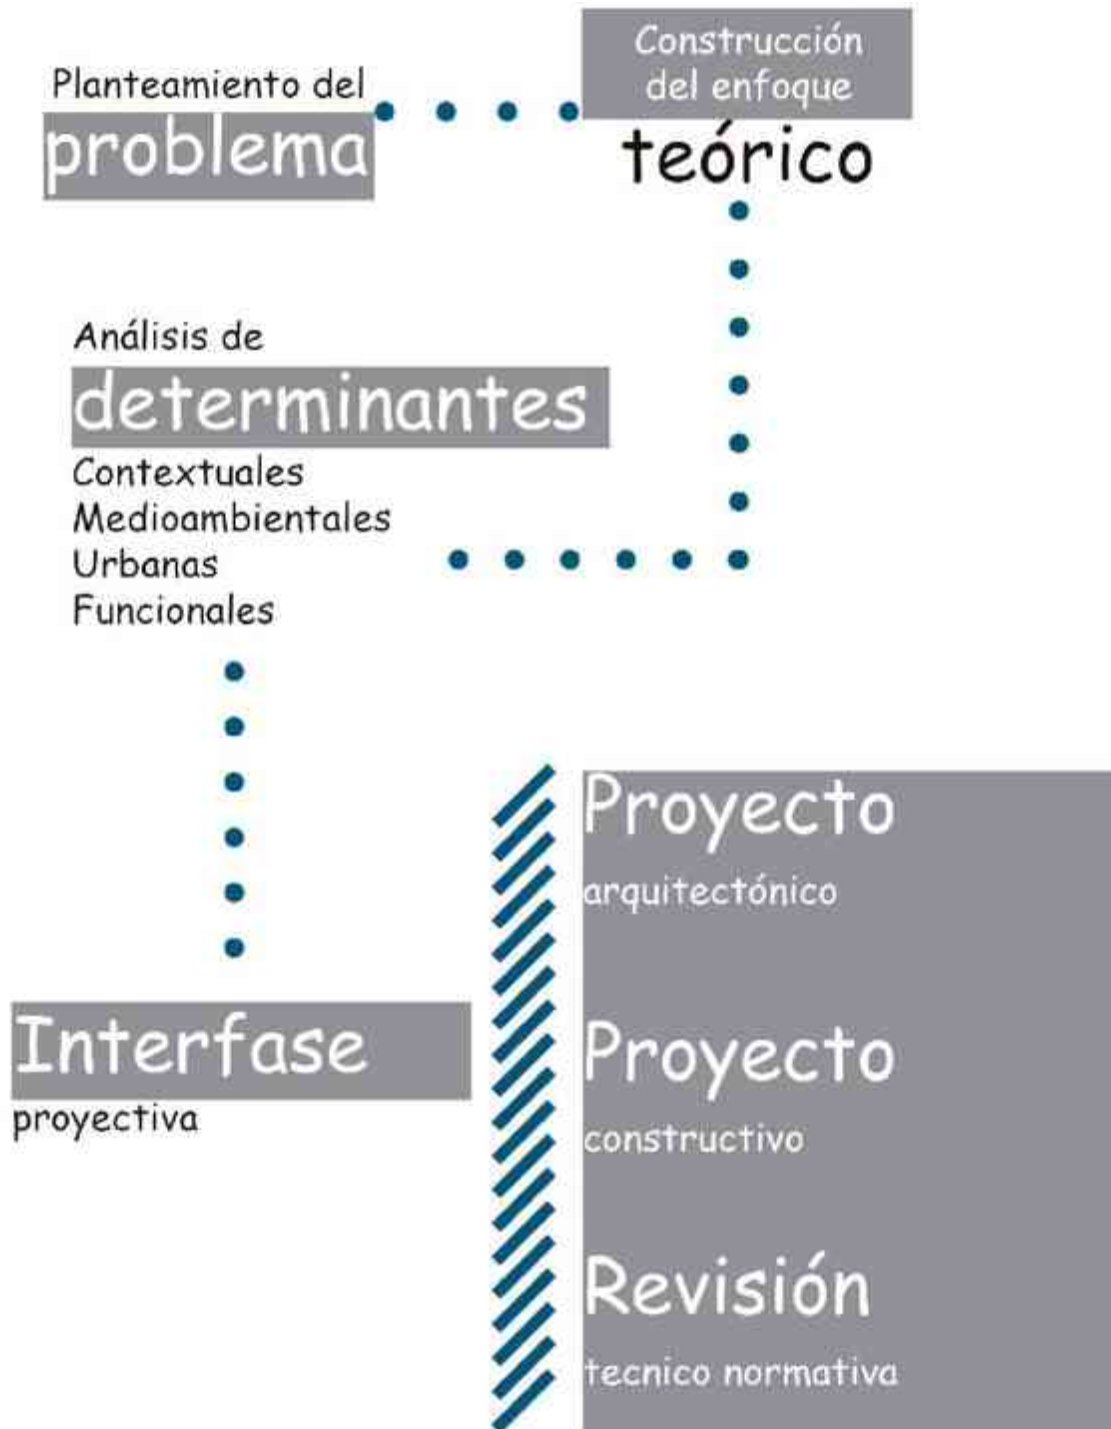 Planteamiento del
problema
Construcción
del enfoque
teórico
Análisis de
determinantes
Contextuales
Medioambientales
Urbanas
Funcionales
Interfase
proyectiva
Proyecto
arquitectónico
Proyecto
constructivo
Revisión
tecnico normativa